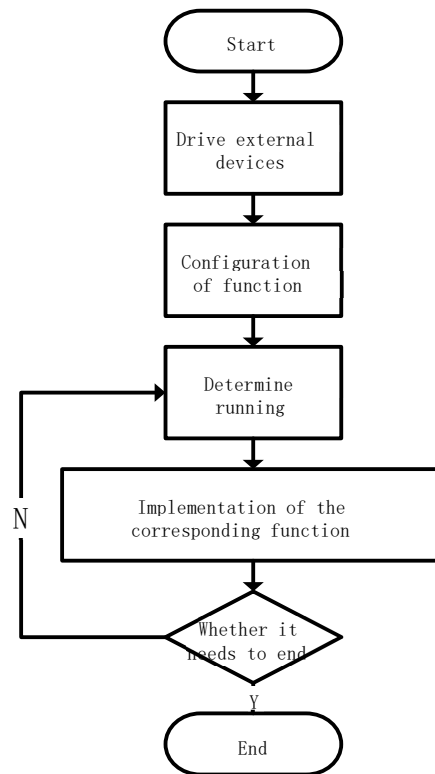 Start
Drive external
devices
Configuration
of function
Determine
running
Implementation of the
corresponding function
N
Whether it
needs to end
Y
End